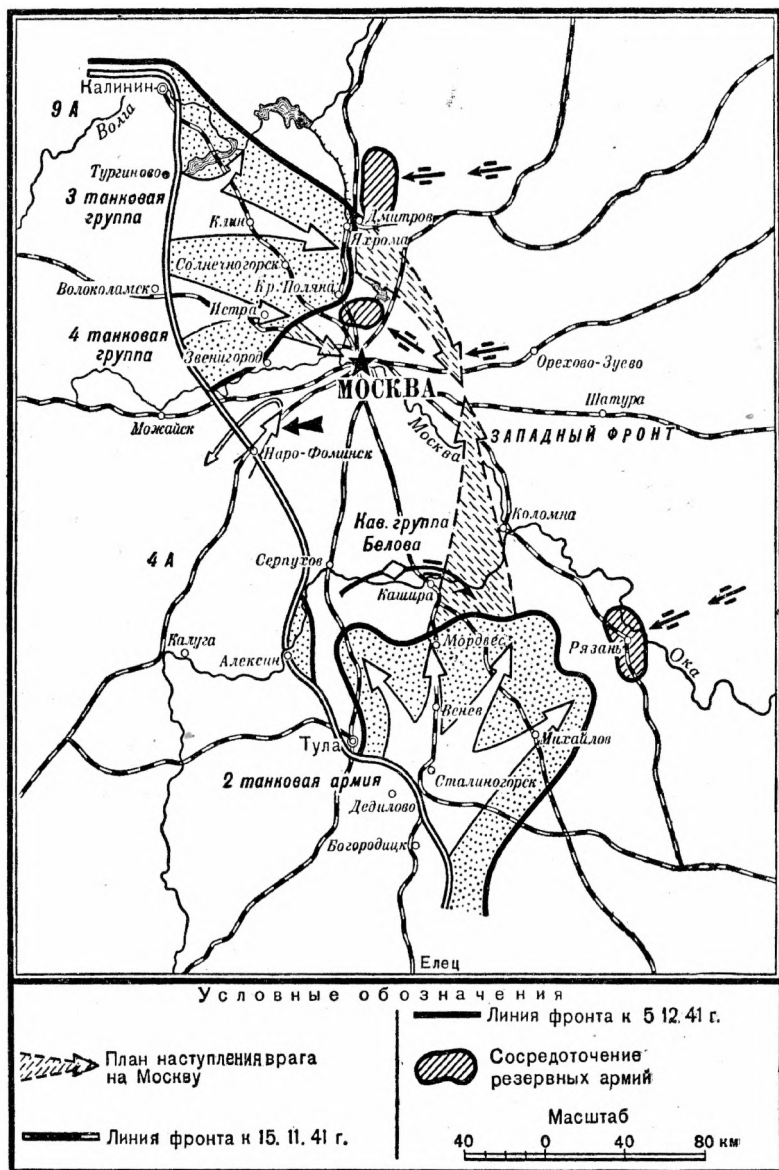 Калинин
9 А
Волга
Тургиново
3 танковая
группа
Клин
Дмитров
Яхрома
Солнечногорск
Волоколамск
Кр. Поляна
Истра
4 танковая
группа
Звенигород
Орехово-Зуево
МОСКВА
Шатура
Можайск
Москва
ЗАПАДНЫЙ ФРОНТ
Наро-Фоминск
Коломна
Кав. группа
Белова
4 А
Серпухов
Кашира
Калуга
Алексин
Мордвес
Рязань
Ока
Венев
Тула
Михайлов
2 танковая армия
Сталиногорск
Дедилово
Богородицк
Елец
Условные обозначения
План наступления врага
на Москву
Линия фронта к 15.11.41 г.
Линия фронта к 5 12.41 г.
Сосредоточение
резервных армий
Масштаб
40 0 40 80 км